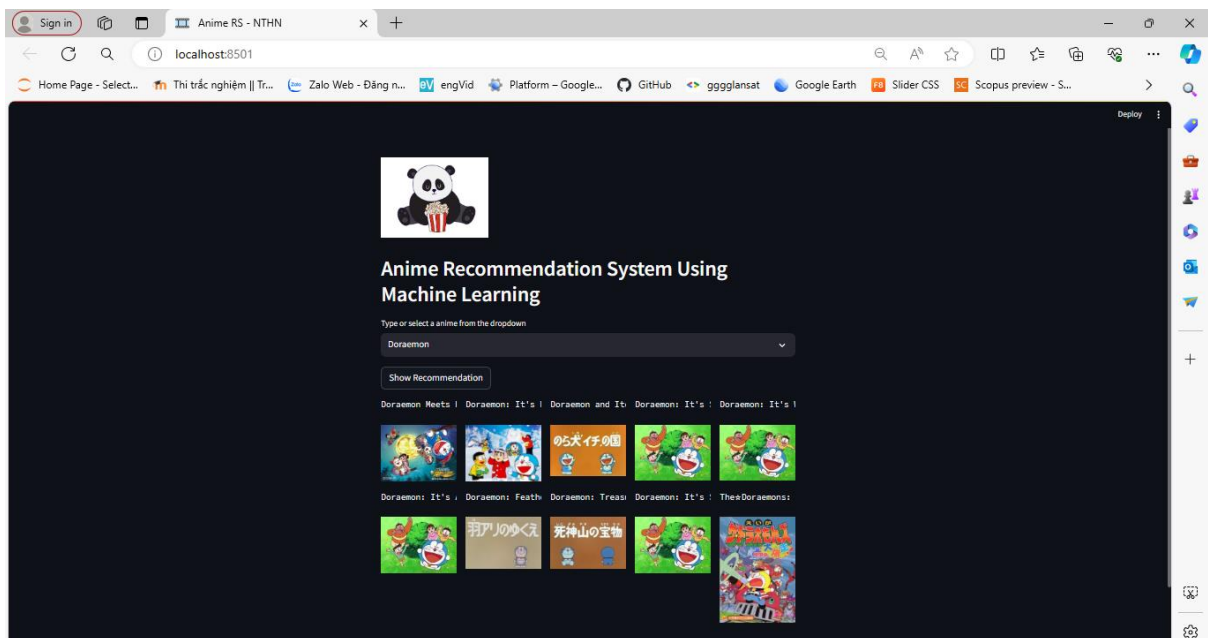 Sign in
Anime RS - NTHN
localhost:8501
Home Page - Select...
Thi trắc nghiệm || Tr...
Zalo Web - Đăng n...
engVid
Platform – Google...
GitHub
gggglansat
Google Earth
Slider CSS
Scopus preview - S...
Deploy
Anime Recommendation System Using
Machine Learning
Type or select a anime from the dropdown
Doraemon
Show Recommendation
Doraemon Meets
Doraemon: It's
Doraemon and It
Doraemon: It's
Doraemon: It's
のら犬イチの国
Doraemon: It's
Doraemon: Feath
Doraemon: Treas
Doraemon: It's
The★Doraemons:
羽アリのゆくえ
死神山の宝物